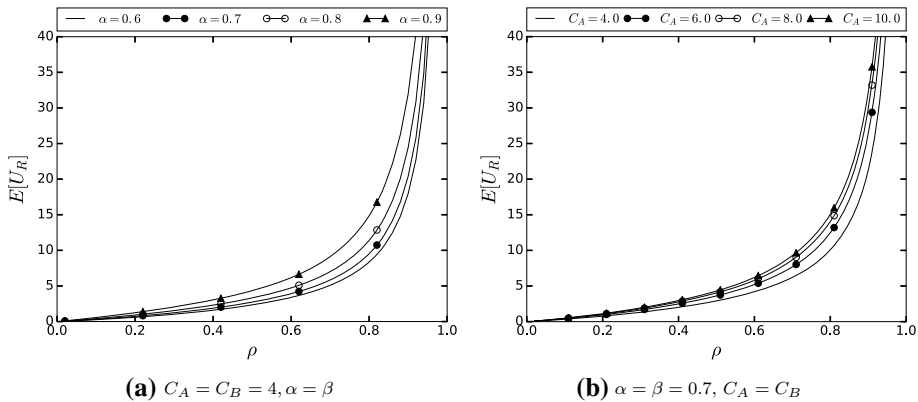 α = 0.6 α = 0.7 α = 0.8 α = 0.9
40
35
30
25
20
15
10
5
0
E[U_R]
0.0 0.2 0.4 0.6 0.8 1.0
ρ
(a) C_A = C_B = 4, α = β
C_A = 4.0 C_A = 6.0 C_A = 8.0 C_A = 10.0
40
35
30
25
20
15
10
5
0
E[U_R]
0.0 0.2 0.4 0.6 0.8 1.0
ρ
(b) α = β = 0.7, C_A = C_B